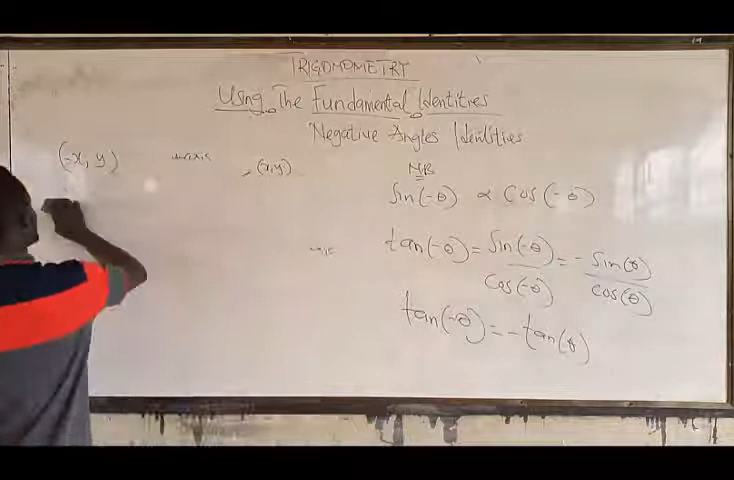 TRIGONOMETRY
Using The Fundamental Identities
Negative Angles Identities
(-x, y)
(x,y)
NB
sin(-θ) ∝ cos(-θ)
tan(-θ) = sin(-θ)/cos(-θ) = -sin(θ)/cos(θ)
tan(-θ) = -tan(θ)